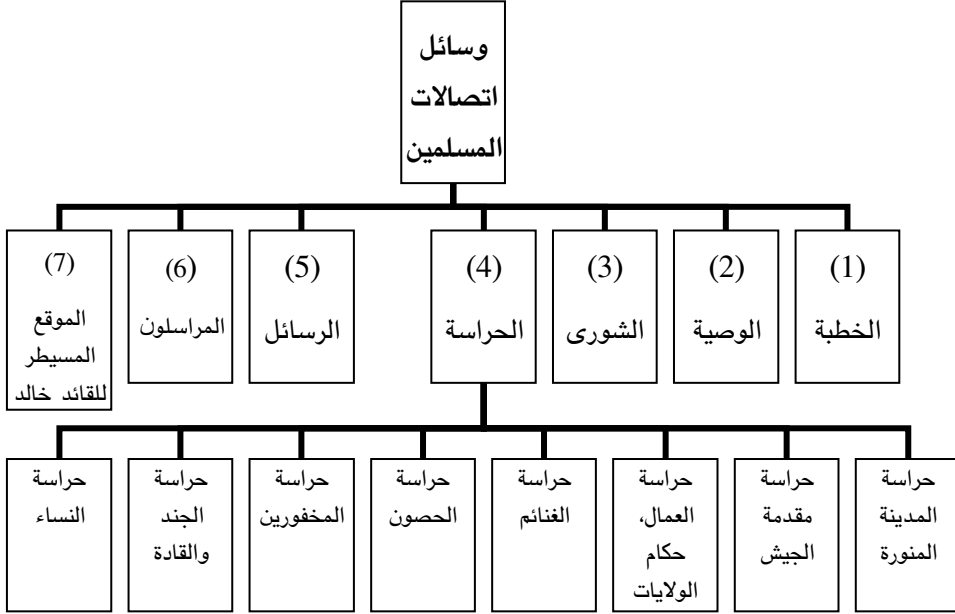 وسائل
اتصالات
المسلمين
(1)
الخطبة
(2)
الوصية
(3)
الشورى
(4)
الحراسة
(5)
الرسائل
(6)
المراسلون
(7)
الموقع
المسيطر
للقائد خالد
حراسة
المدينة
المنورة
حراسة
مقدمة
الجيش
حراسة
العمال،
حكام
الولايات
حراسة
الغنائم
حراسة
الحصون
حراسة
المخفورين
حراسة
الجند
والقادة
حراسة
النساء